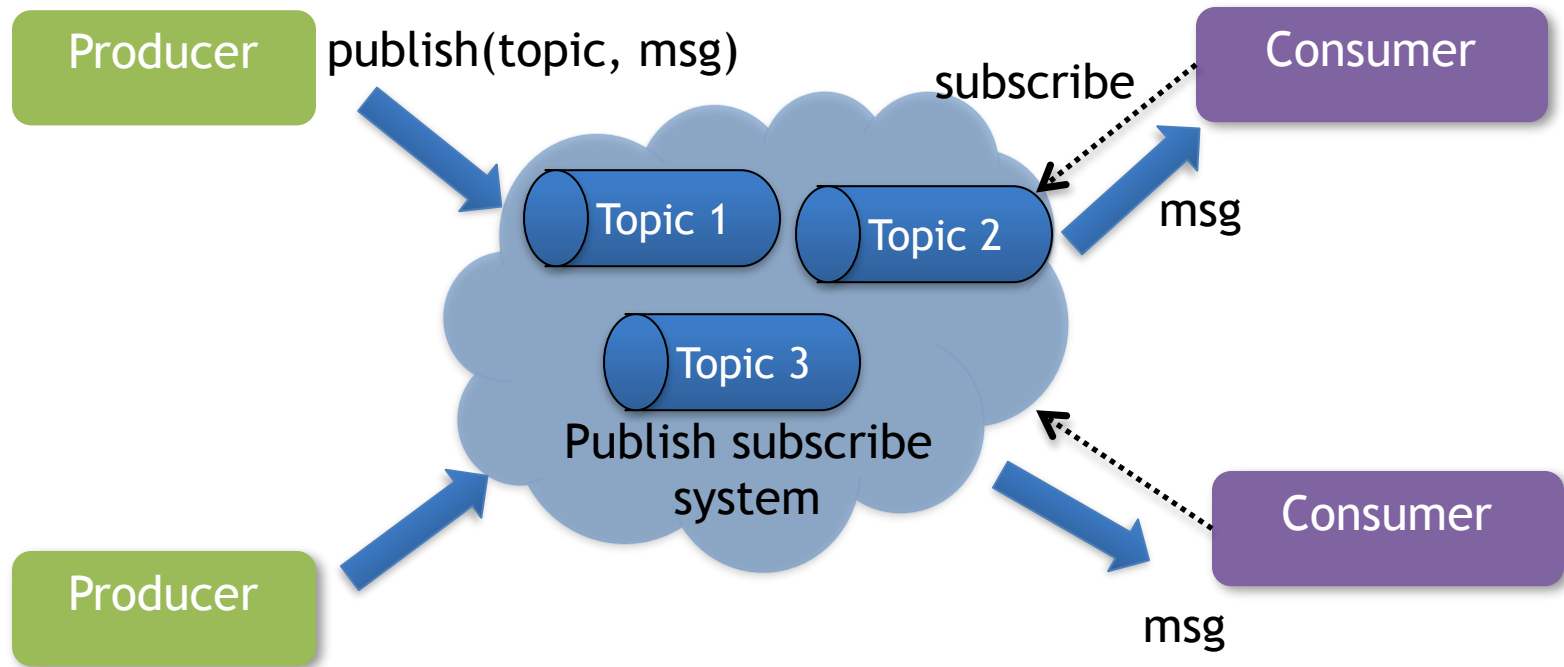 Producer
publish(topic, msg)
subscribe
Consumer
msg
Topic 1
Topic 2
Topic 3
Publish subscribe
system
Producer
Consumer
msg